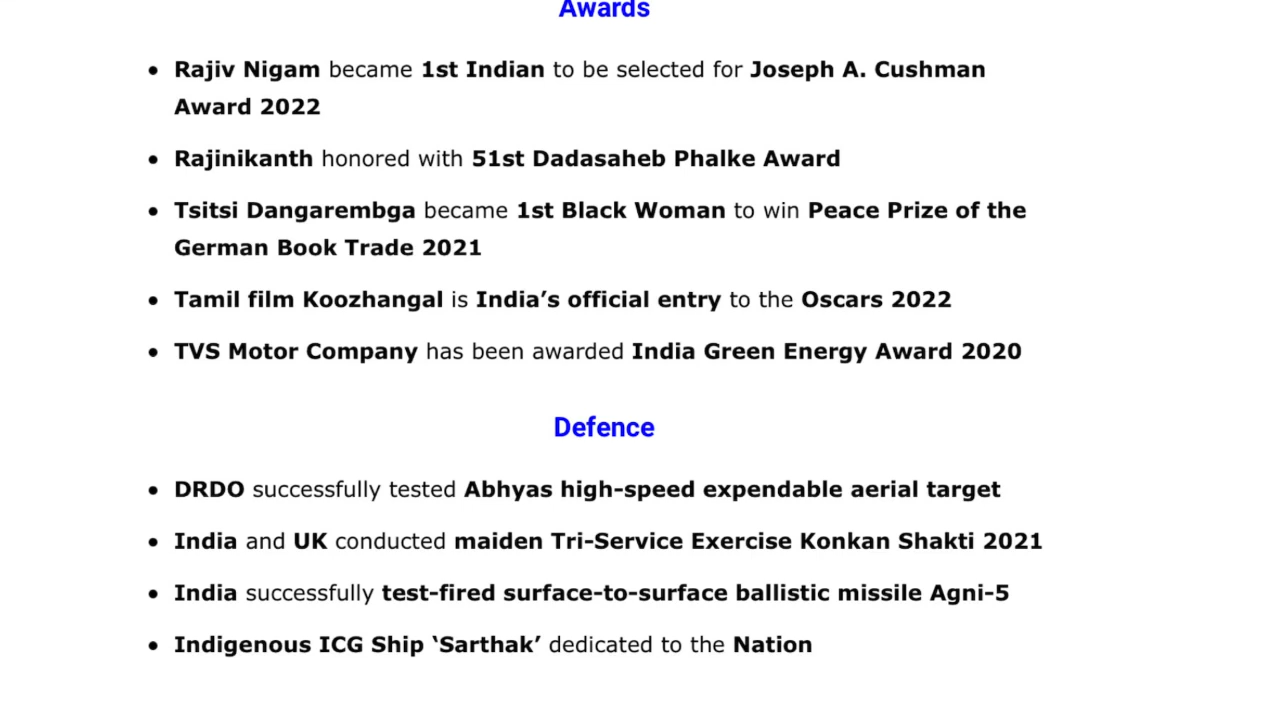 Awards
• Rajiv Nigam became 1st Indian to be selected for Joseph A. Cushman
Award 2022
• Rajinikanth honored with 51st Dadasaheb Phalke Award
• Tsitsi Dangarembga became 1st Black Woman to win Peace Prize of the
German Book Trade 2021
• Tamil film Koozhangal is India’s official entry to the Oscars 2022
• TVS Motor Company has been awarded India Green Energy Award 2020
Defence
• DRDO successfully tested Abhyas high-speed expendable aerial target
• India and UK conducted maiden Tri-Service Exercise Konkan Shakti 2021
• India successfully test-fired surface-to-surface ballistic missile Agni-5
• Indigenous ICG Ship ‘Sarthak’ dedicated to the Nation